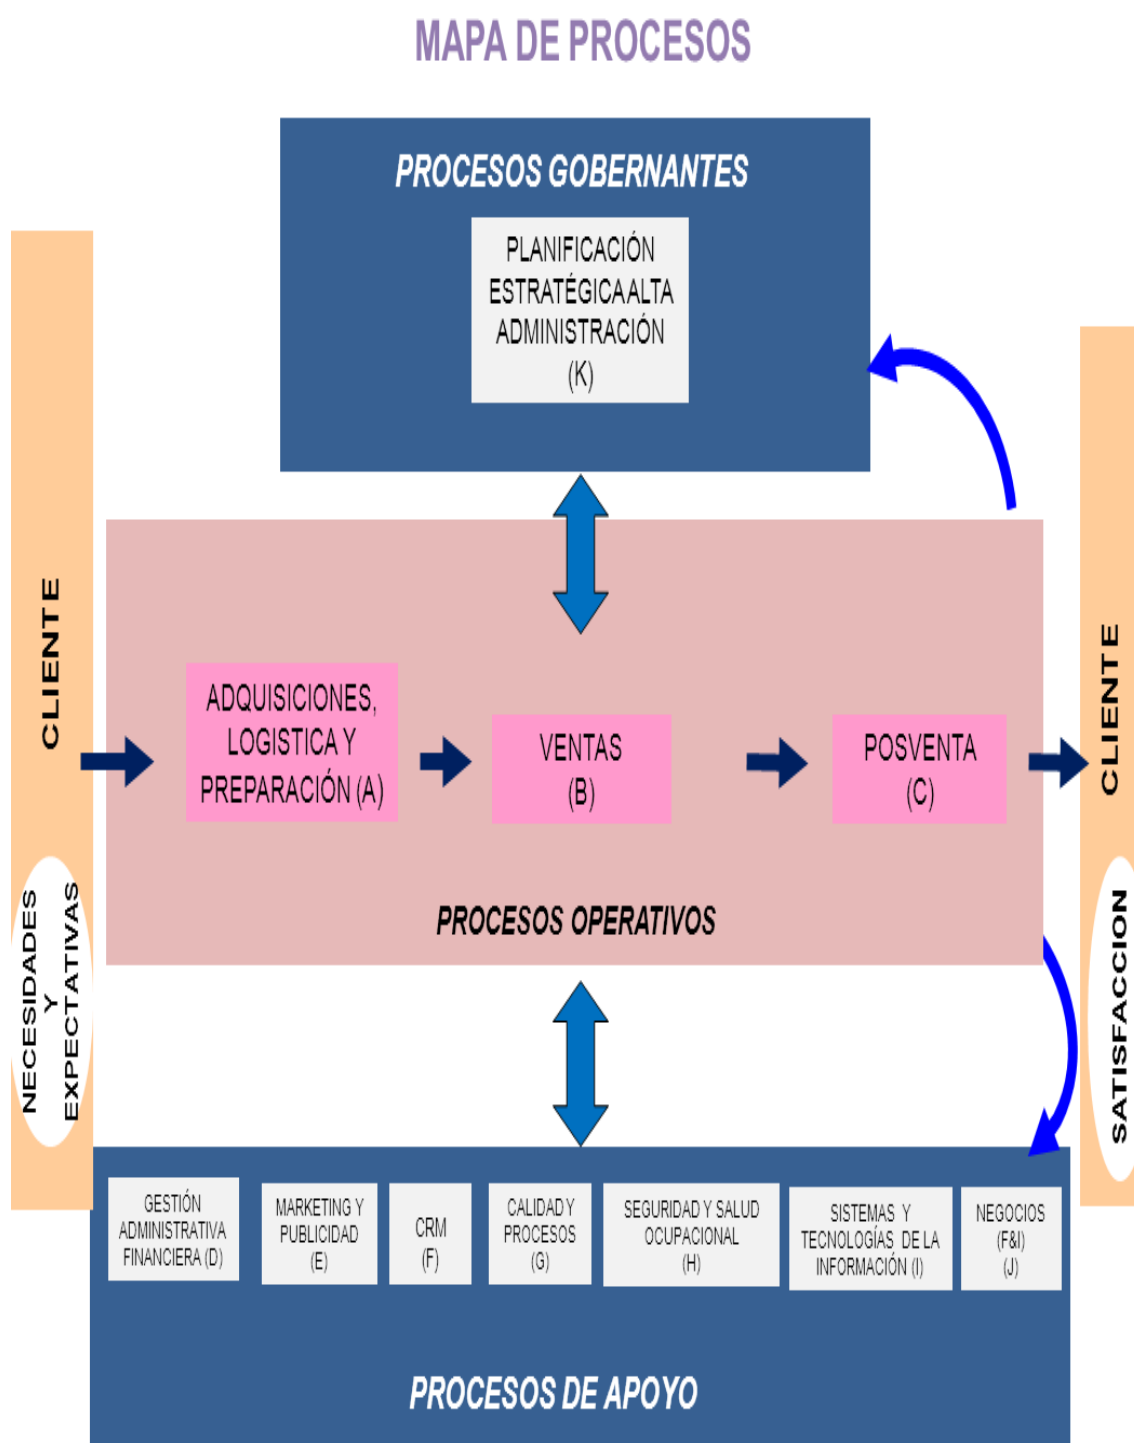 MAPA DE PROCESOS
PROCESOS GOBERNANTES
PLANIFICACIÓN
ESTRATÉGICA ALTA
ADMINISTRACIÓN
(K)
CLIENTE
NECESIDADES
Y
EXPECTATIVAS
ADQUISICIONES,
LOGISTICA Y
PREPARACIÓN (A)
VENTAS
(B)
POSVENTA
(C)
PROCESOS OPERATIVOS
CLIENTE
SATISFACCION
GESTIÓN
ADMINISTRATIVA
FINANCIERA (D)
MARKETING Y
PUBLICIDAD
(E)
CRM
(F)
CALIDAD Y
PROCESOS
(G)
SEGURIDAD Y SALUD
OCUPACIONAL
(H)
SISTEMAS Y
TECNOLOGÍAS DE LA
INFORMACIÓN (I)
NEGOCIOS
(F&I)
(J)
PROCESOS DE APOYO